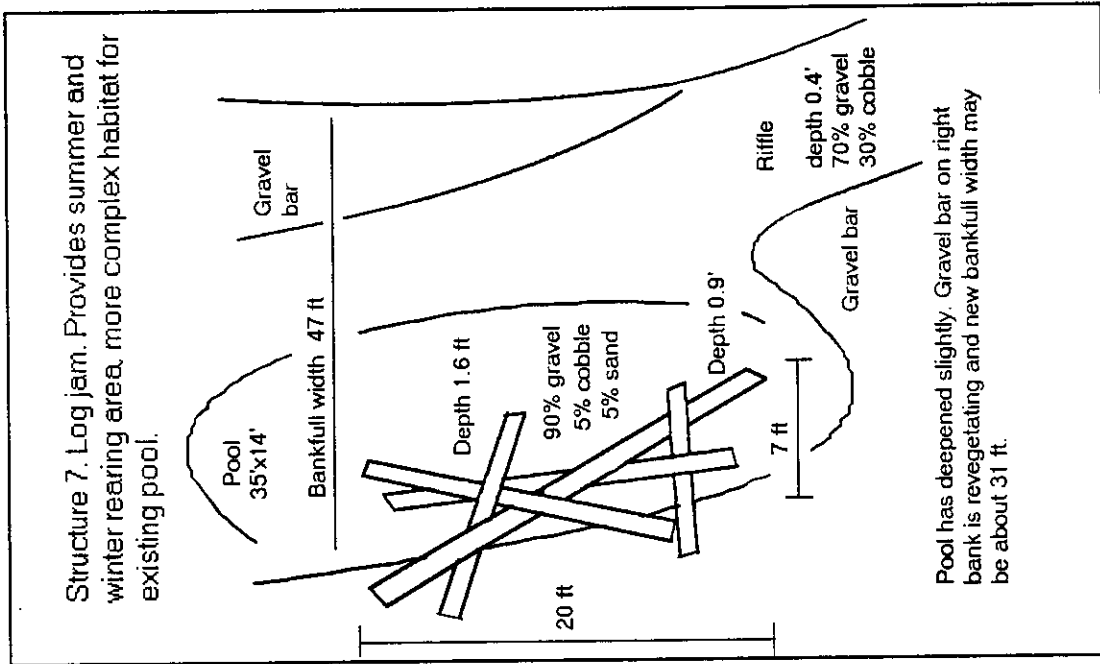 Structure 7. Log jam. Provides summer and
winter rearing area, more complex habitat for
existing pool.
Pool
35'x14'
Bankfull width 47 ft
Gravel
bar
Depth 1.6 ft
90% gravel
5% cobble
5% sand
20 ft
Depth 0.9'
7 ft
Gravel bar
Riffle
depth 0.4'
70% gravel
30% cobble
Pool has deepened slightly. Gravel bar on right
bank is revegetating and new bankfull width may
be about 31 ft.